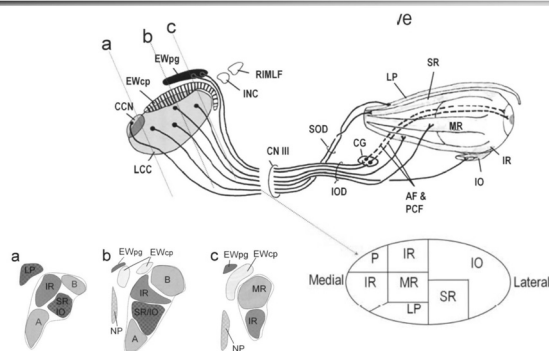 ve
a
b
c
EWpg
EWcp
CCN
LCC
RIMLF
INC
CN III
SOD
IOD
CG
LP
SR
MR
IR
IO
AF &
PCF
a
LP
IR
B
SR
IO
A
b
EWpg
EWcp
B
IR
SR/IO
A
NP
c
EWpg
EWcp
MR
IR
NP
Medial
P
IR
IO
IR
MR
SR
LP
Lateral